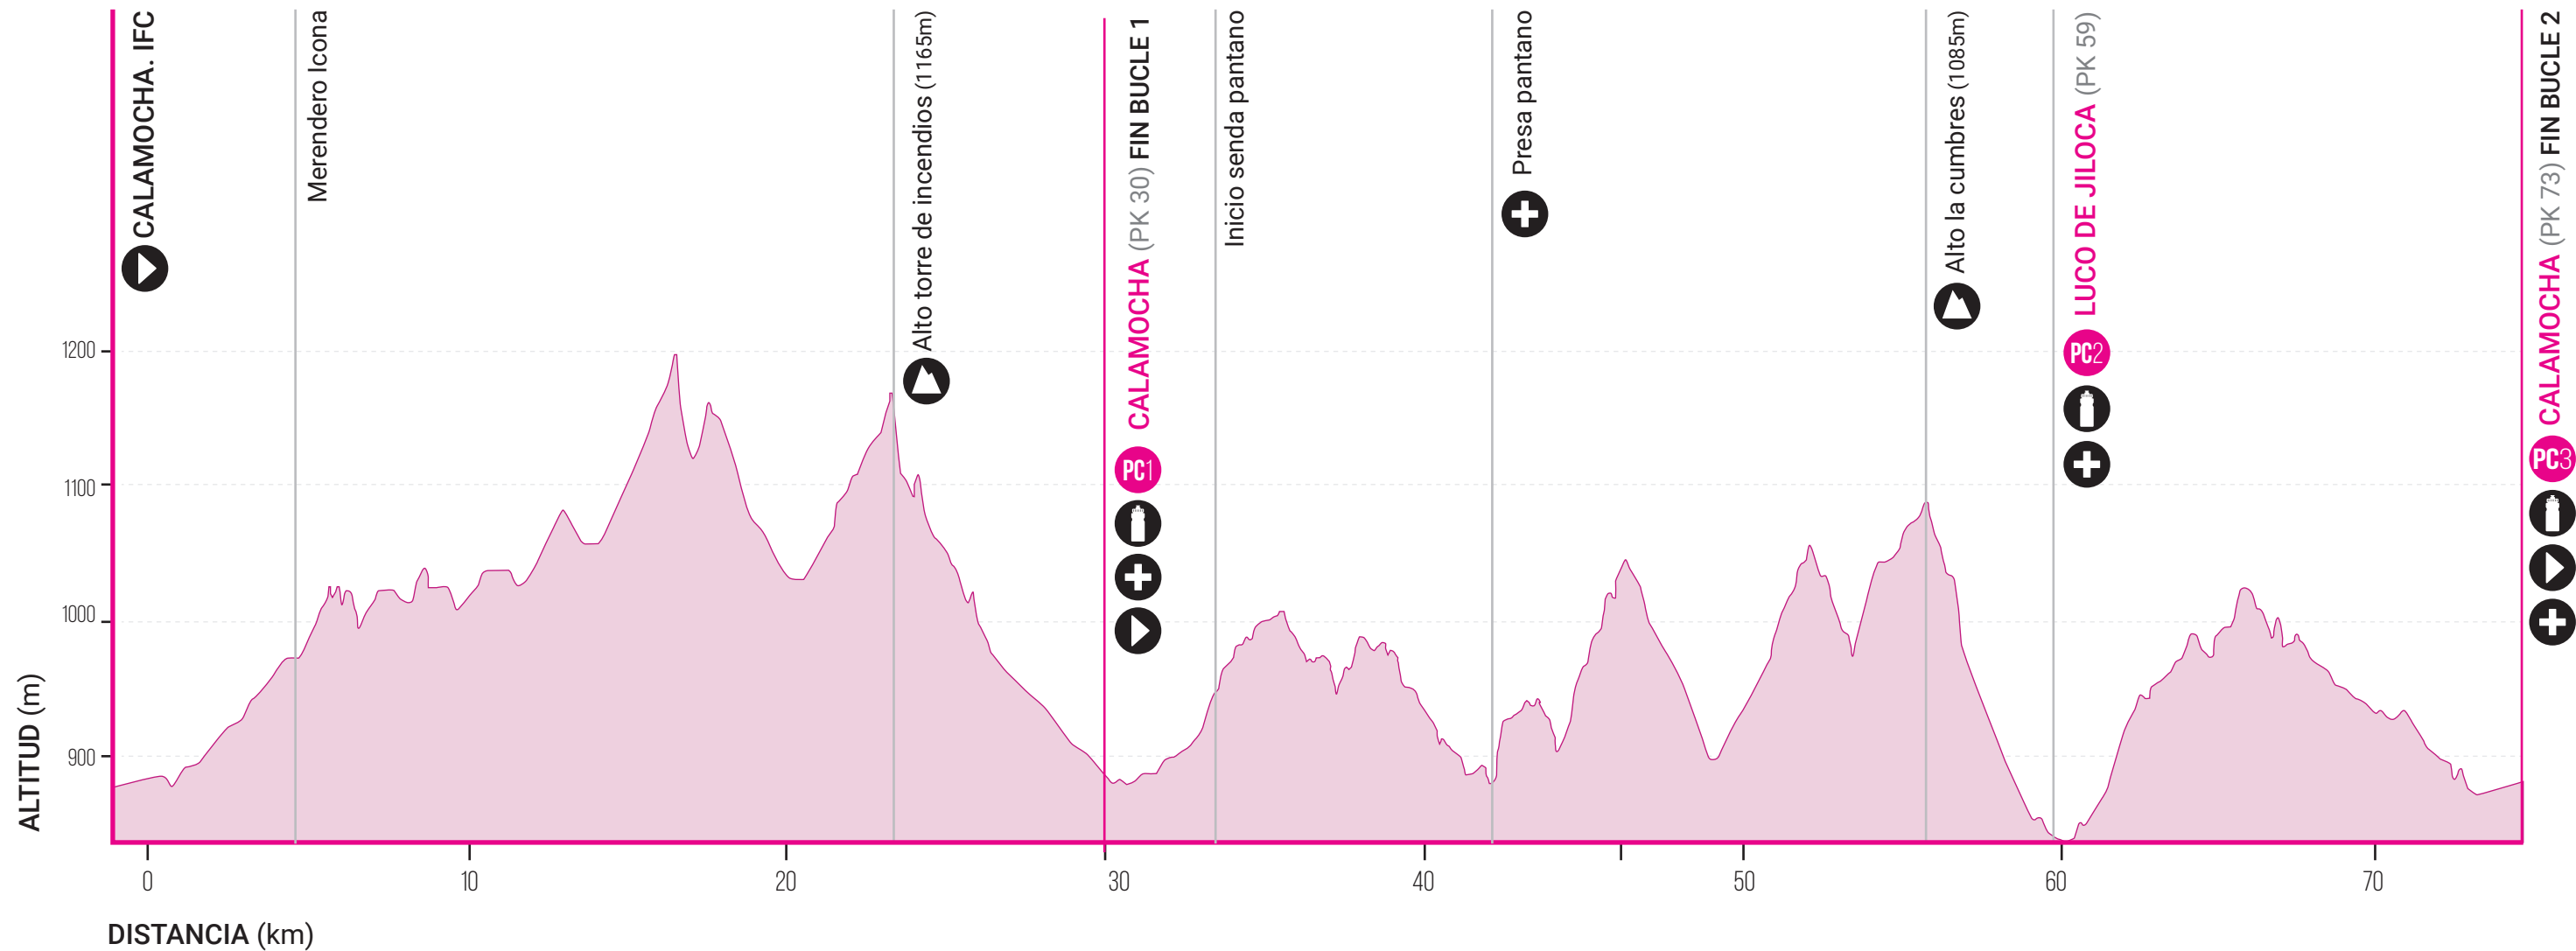 CALAMOCHA. IFC
Merendero Icona
Alto torre de incendios (1165m)
CALAMOCHA (PK 30) FIN BUCLE 1
PC1
Inicio senda pantano
Presa pantano
Alto la cumbres (1085m)
LUCO DE JILOCA (PK 59)
PC2
CALAMOCHA (PK 73) FIN BUCLE 2
PC3
ALTITUD (m)
1200
1100
1000
900
0
10
20
30
40
50
60
70
DISTANCIA (km)